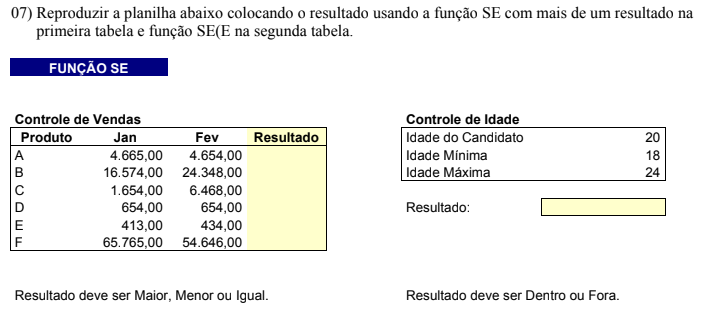 07) Reproduzir a planilha abaixo colocando o resultado usando a função SE com mais de um resultado na
primeira tabela e função SE(E na segunda tabela.
FUNÇÃO SE
Controle de Vendas
Produto Jan Fev Resultado
A 4.665,00 4.654,00
B 16.574,00 24.348,00
C 1.654,00 6.468,00
D 654,00 654,00
E 413,00 434,00
F 65.765,00 54.646,00
Resultado deve ser Maior, Menor ou Igual.
Controle de Idade
Idade do Candidato 20
Idade Mínima 18
Idade Máxima 24
Resultado:
Resultado deve ser Dentro ou Fora.